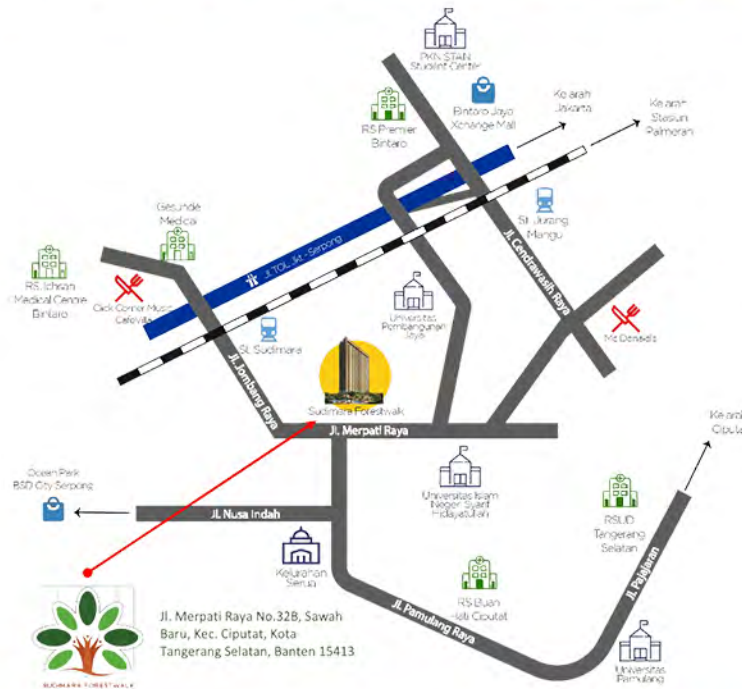 PKN STAN
Student Center
RS Premier
Bintaro
Bintaro Jaya
Xchange Mall
Ke arah
Jakarta
Ke arah
Stasiun
Palmerah
Gesunde
Medical
Jl. TOL Jkt - Serpong
St. Jurang
Mangu
Jl. Cendrawasih Raya
RS. Ichsan
Medical Centre
Bintaro
Click Corner Music
Cafe Villa
St. Sudimara
Universitas
Pembangunan
Jaya
Mc Donald's
Jl. Jombang Raya
Sudimara Forestwalk
Jl. Merpati Raya
Ke arah
Ciputat
Ocean Park
BSD City Serpong
Jl. Nusa Indah
Universitas Islam
Negeri Syarif
Hidayatullah
RSUD
Tangerang
Selatan
Kelurahan
Serua
RS Buah
Hati Ciputat
Jl. Pajajaran
Jl. Pamulang Raya
Universitas
Pamulang
Jl. Merpati Raya No.32B, Sawah
Baru, Kec. Ciputat, Kota
Tangerang Selatan, Banten 15413
SUDIMARA FORESTWALK